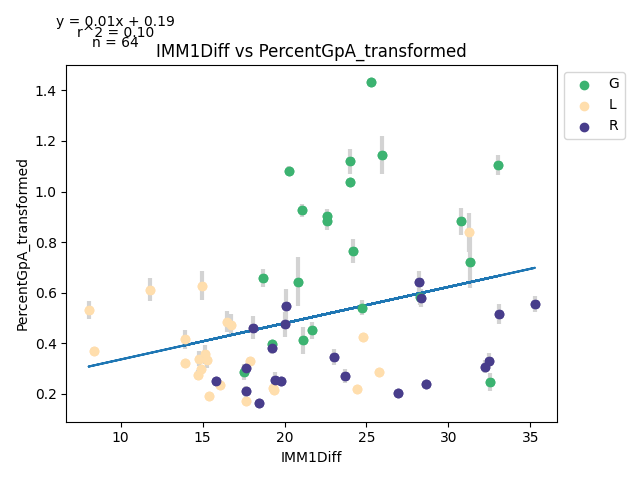 y = 0.01x + 0.19
r^2 = 0.10
n = 64
IMM1Diff vs PercentGpA_transformed
G
L
R
1.4
1.2
1.0
0.8
0.6
0.4
0.2
PercentGpA_transformed
10 15 20 25 30 35
IMM1Diff